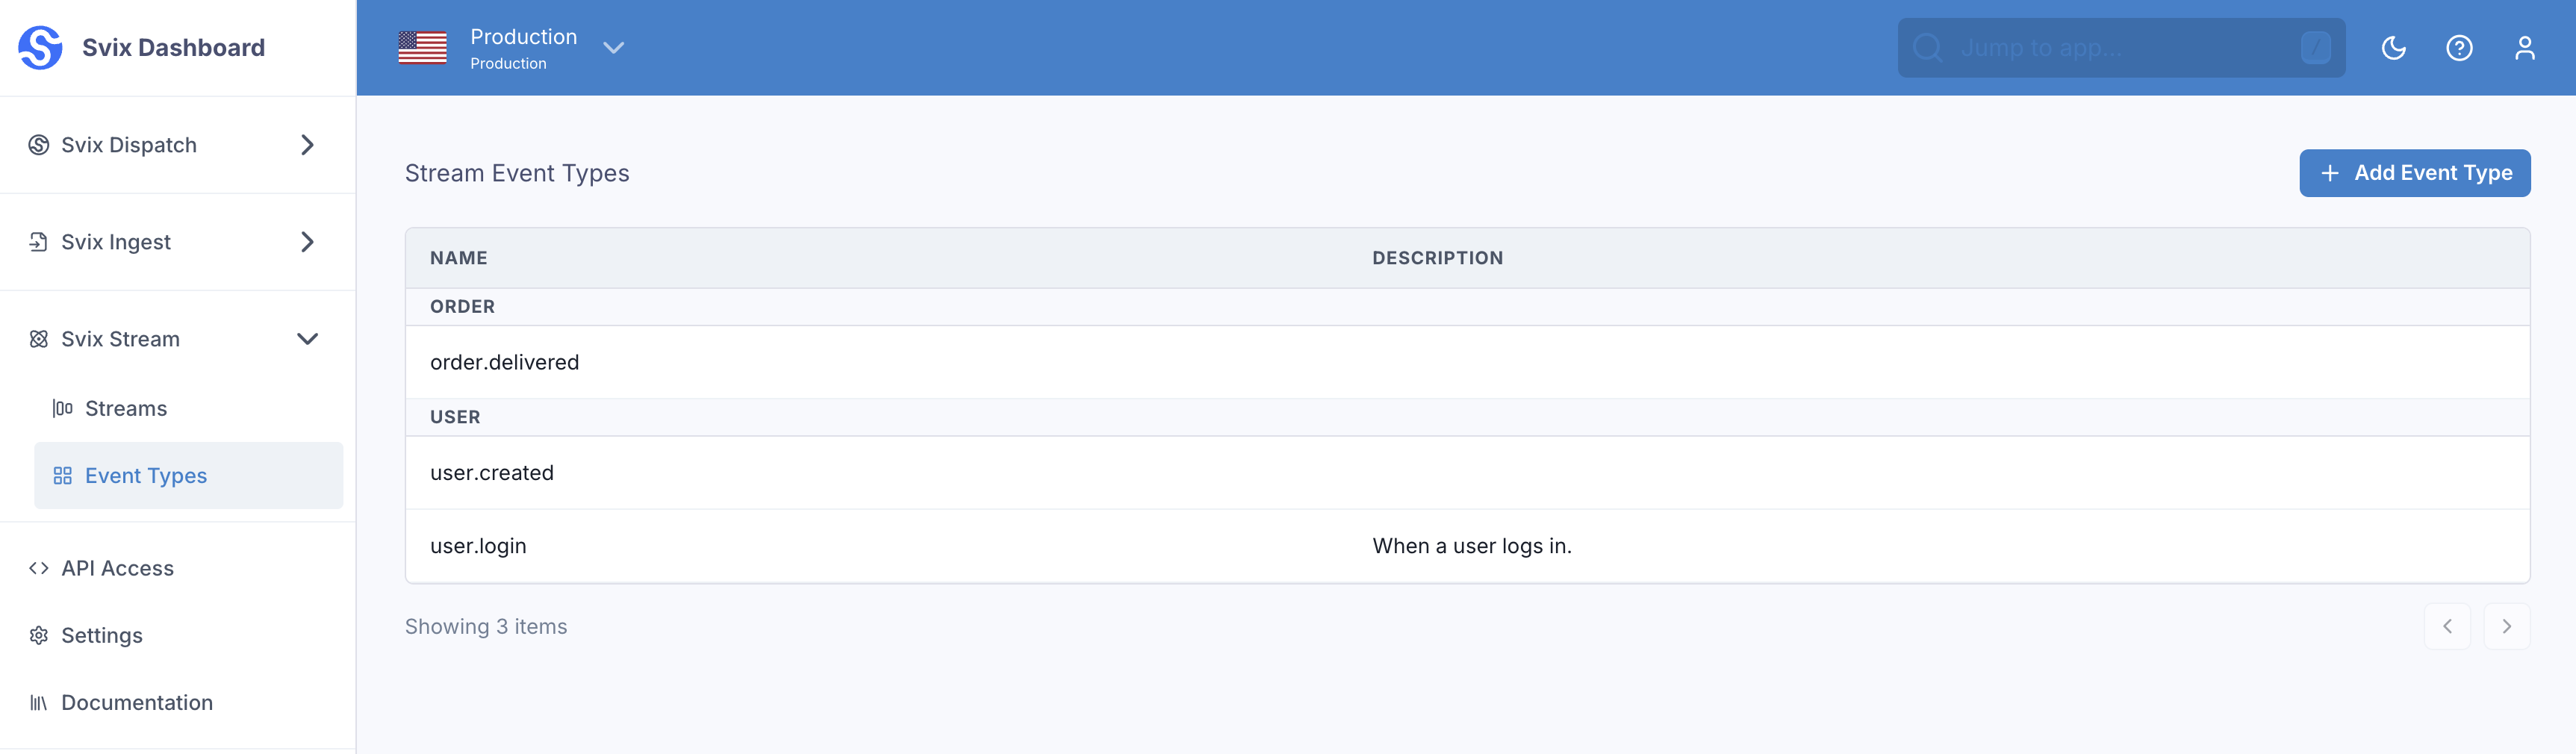 Svix Dashboard
Production
Production
Jump to app...
/
Svix Dispatch
Svix Ingest
Svix Stream
Streams
Event Types
API Access
Settings
Documentation
Stream Event Types
+ Add Event Type
NAME DESCRIPTION
ORDER
order.delivered
USER
user.created
user.login When a user logs in.
Showing 3 items